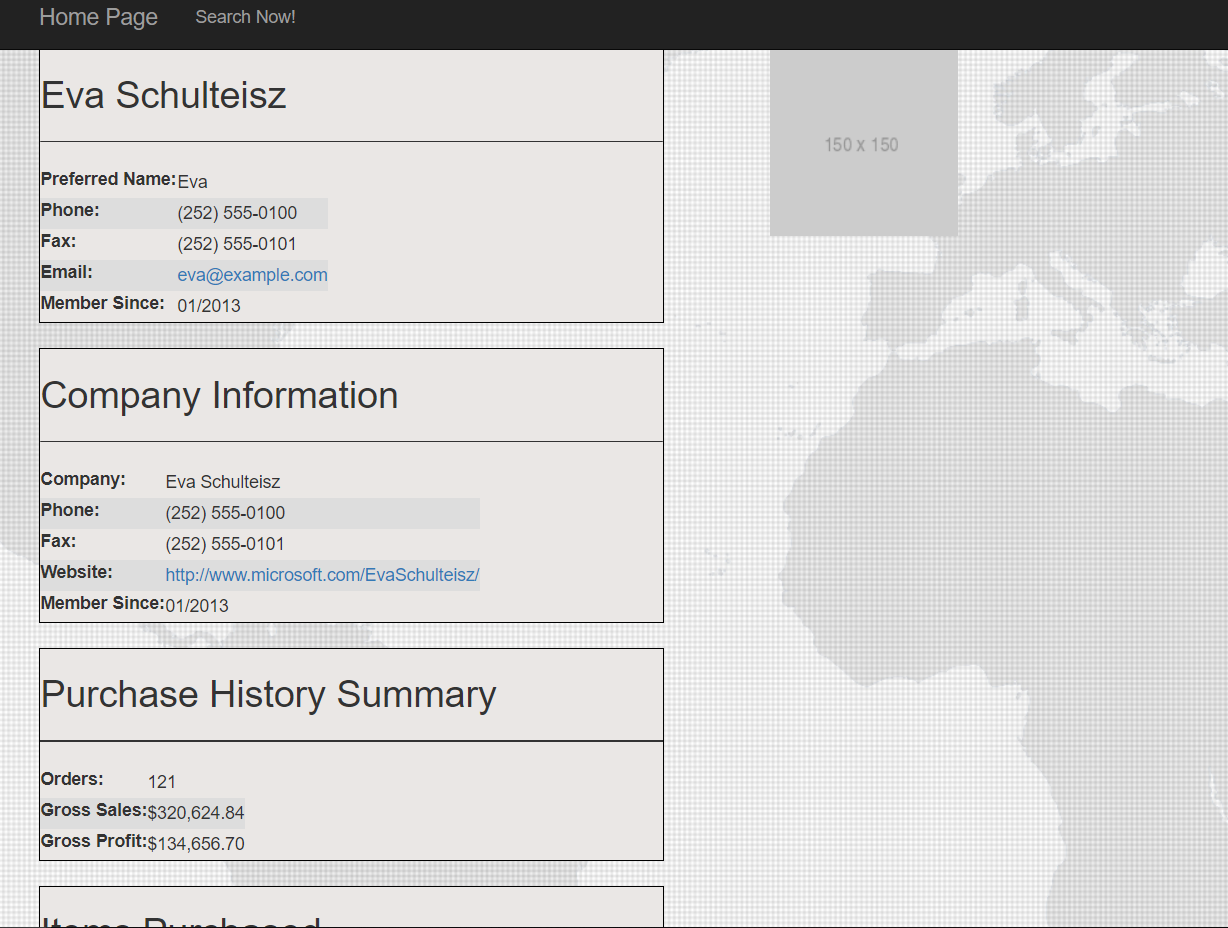 Home Page Search Now!
Eva Schulteisz
150 x 150
Preferred Name: Eva
Phone: (252) 555-0100
Fax: (252) 555-0101
Email: eva@example.com
Member Since: 01/2013
Company Information
Company: Eva Schulteisz
Phone: (252) 555-0100
Fax: (252) 555-0101
Website: http://www.microsoft.com/EvaSchulteisz/
Member Since: 01/2013
Purchase History Summary
Orders: 121
Gross Sales: $320,624.84
Gross Profit: $134,656.70
Items Purchased